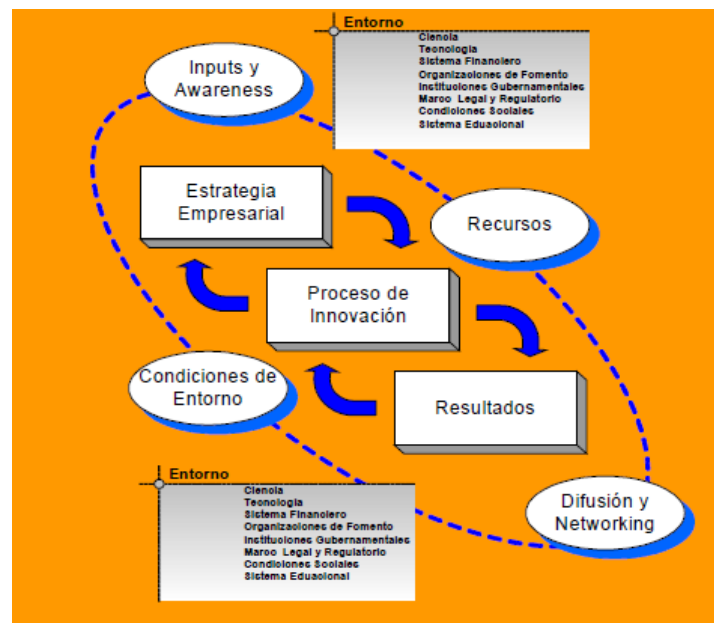 Entorno
Ciencia
Tecnologia
Sistema Financiero
Organizaciones de Fomento
Instituciones Gubernamentales
Marco Legal y Regulatorio
Condiciones Sociales
Sistema Eduacional
Inputs y
Awareness
Estrategia
Empresarial
Recursos
Proceso de
Innovación
Condiciones de
Entorno
Resultados
Entorno
Ciencia
Tecnologia
Sistema Financiero
Organizaciones de Fomento
Instituciones Gubernamentales
Marco Legal y Regulatorio
Condiciones Sociales
Sistema Eduacional
Difusión y
Networking